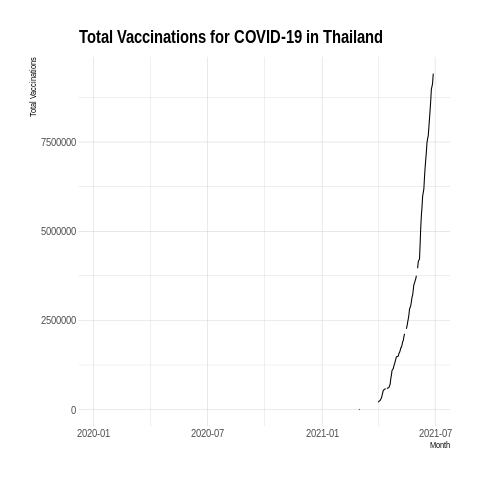 Total Vaccinations for COVID-19 in Thailand
Total Vaccinations
7500000
5000000
2500000
0
2020-01 2020-07 2021-01 2021-07
Month